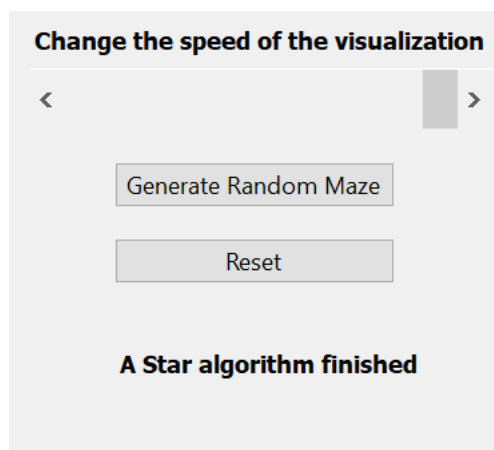 Change the speed of the visualization
Generate Random Maze
Reset
A Star algorithm finished